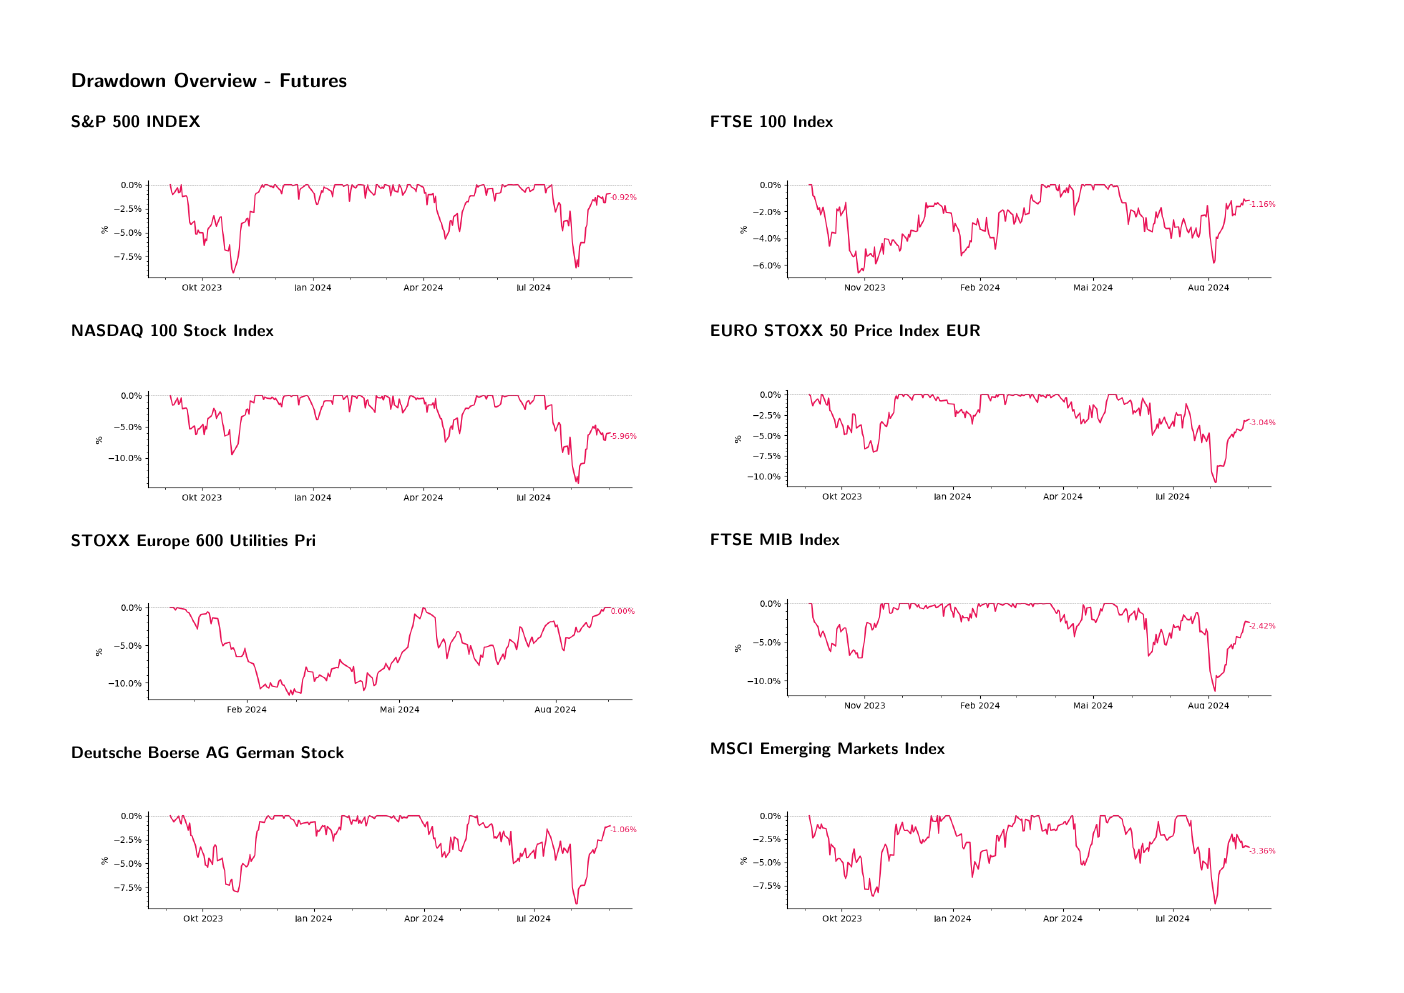 Drawdown Overview - Futures
S&P 500 INDEX
0.0%
−2.5%
−5.0%
−7.5%
%
-0.92%
Okt 2023 Jan 2024 Apr 2024 Jul 2024
FTSE 100 Index
0.0%
−2.0%
−4.0%
−6.0%
%
-1.16%
Nov 2023 Feb 2024 Mai 2024 Aug 2024
NASDAQ 100 Stock Index
0.0%
−5.0%
−10.0%
%
-5.96%
Okt 2023 Jan 2024 Apr 2024 Jul 2024
EURO STOXX 50 Price Index EUR
0.0%
−2.5%
−5.0%
−7.5%
−10.0%
%
-3.04%
Okt 2023 Jan 2024 Apr 2024 Jul 2024
STOXX Europe 600 Utilities Pri
0.0%
−5.0%
−10.0%
%
0.00%
Feb 2024 Mai 2024 Aug 2024
FTSE MIB Index
0.0%
−5.0%
−10.0%
%
-2.42%
Nov 2023 Feb 2024 Mai 2024 Aug 2024
Deutsche Boerse AG German Stock
0.0%
−2.5%
−5.0%
−7.5%
%
-1.06%
Okt 2023 Jan 2024 Apr 2024 Jul 2024
MSCI Emerging Markets Index
0.0%
−2.5%
−5.0%
−7.5%
%
-3.36%
Okt 2023 Jan 2024 Apr 2024 Jul 2024